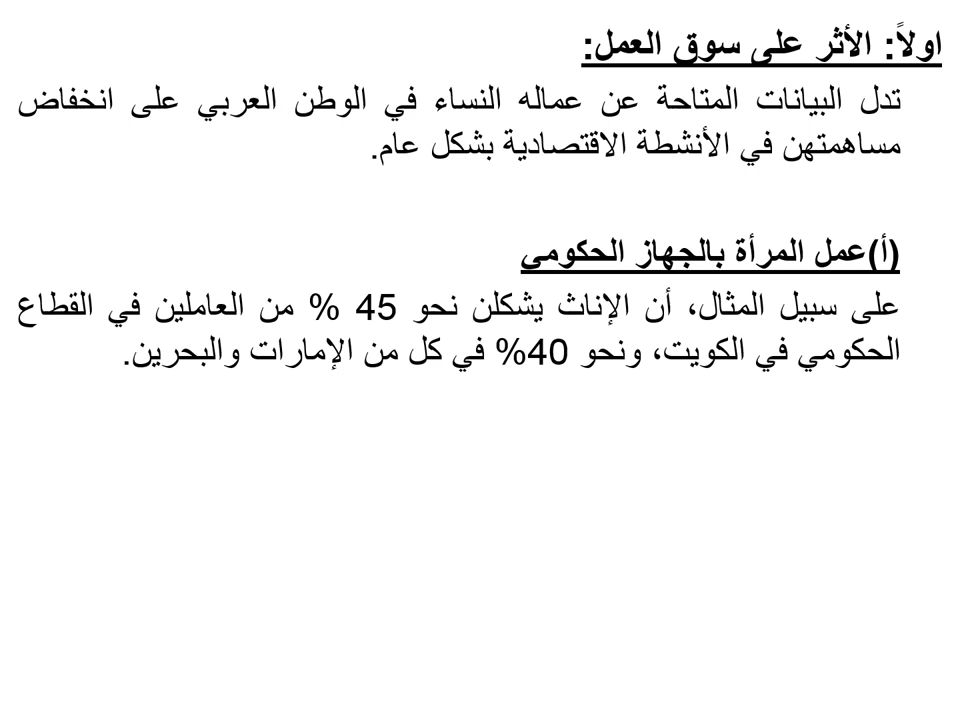 اولاً: الأثر على سوق العمل:
تدل البيانات المتاحة عن عماله النساء في الوطن العربي على انخفاض
مساهمتهن في الأنشطة الاقتصادية بشكل عام.
(أ)عمل المرأة بالجهاز الحكومي
على سبيل المثال، أن الإناث يشكلن نحو 45 % من العاملين في القطاع
الحكومي في الكويت، ونحو 40% في كل من الإمارات والبحرين.